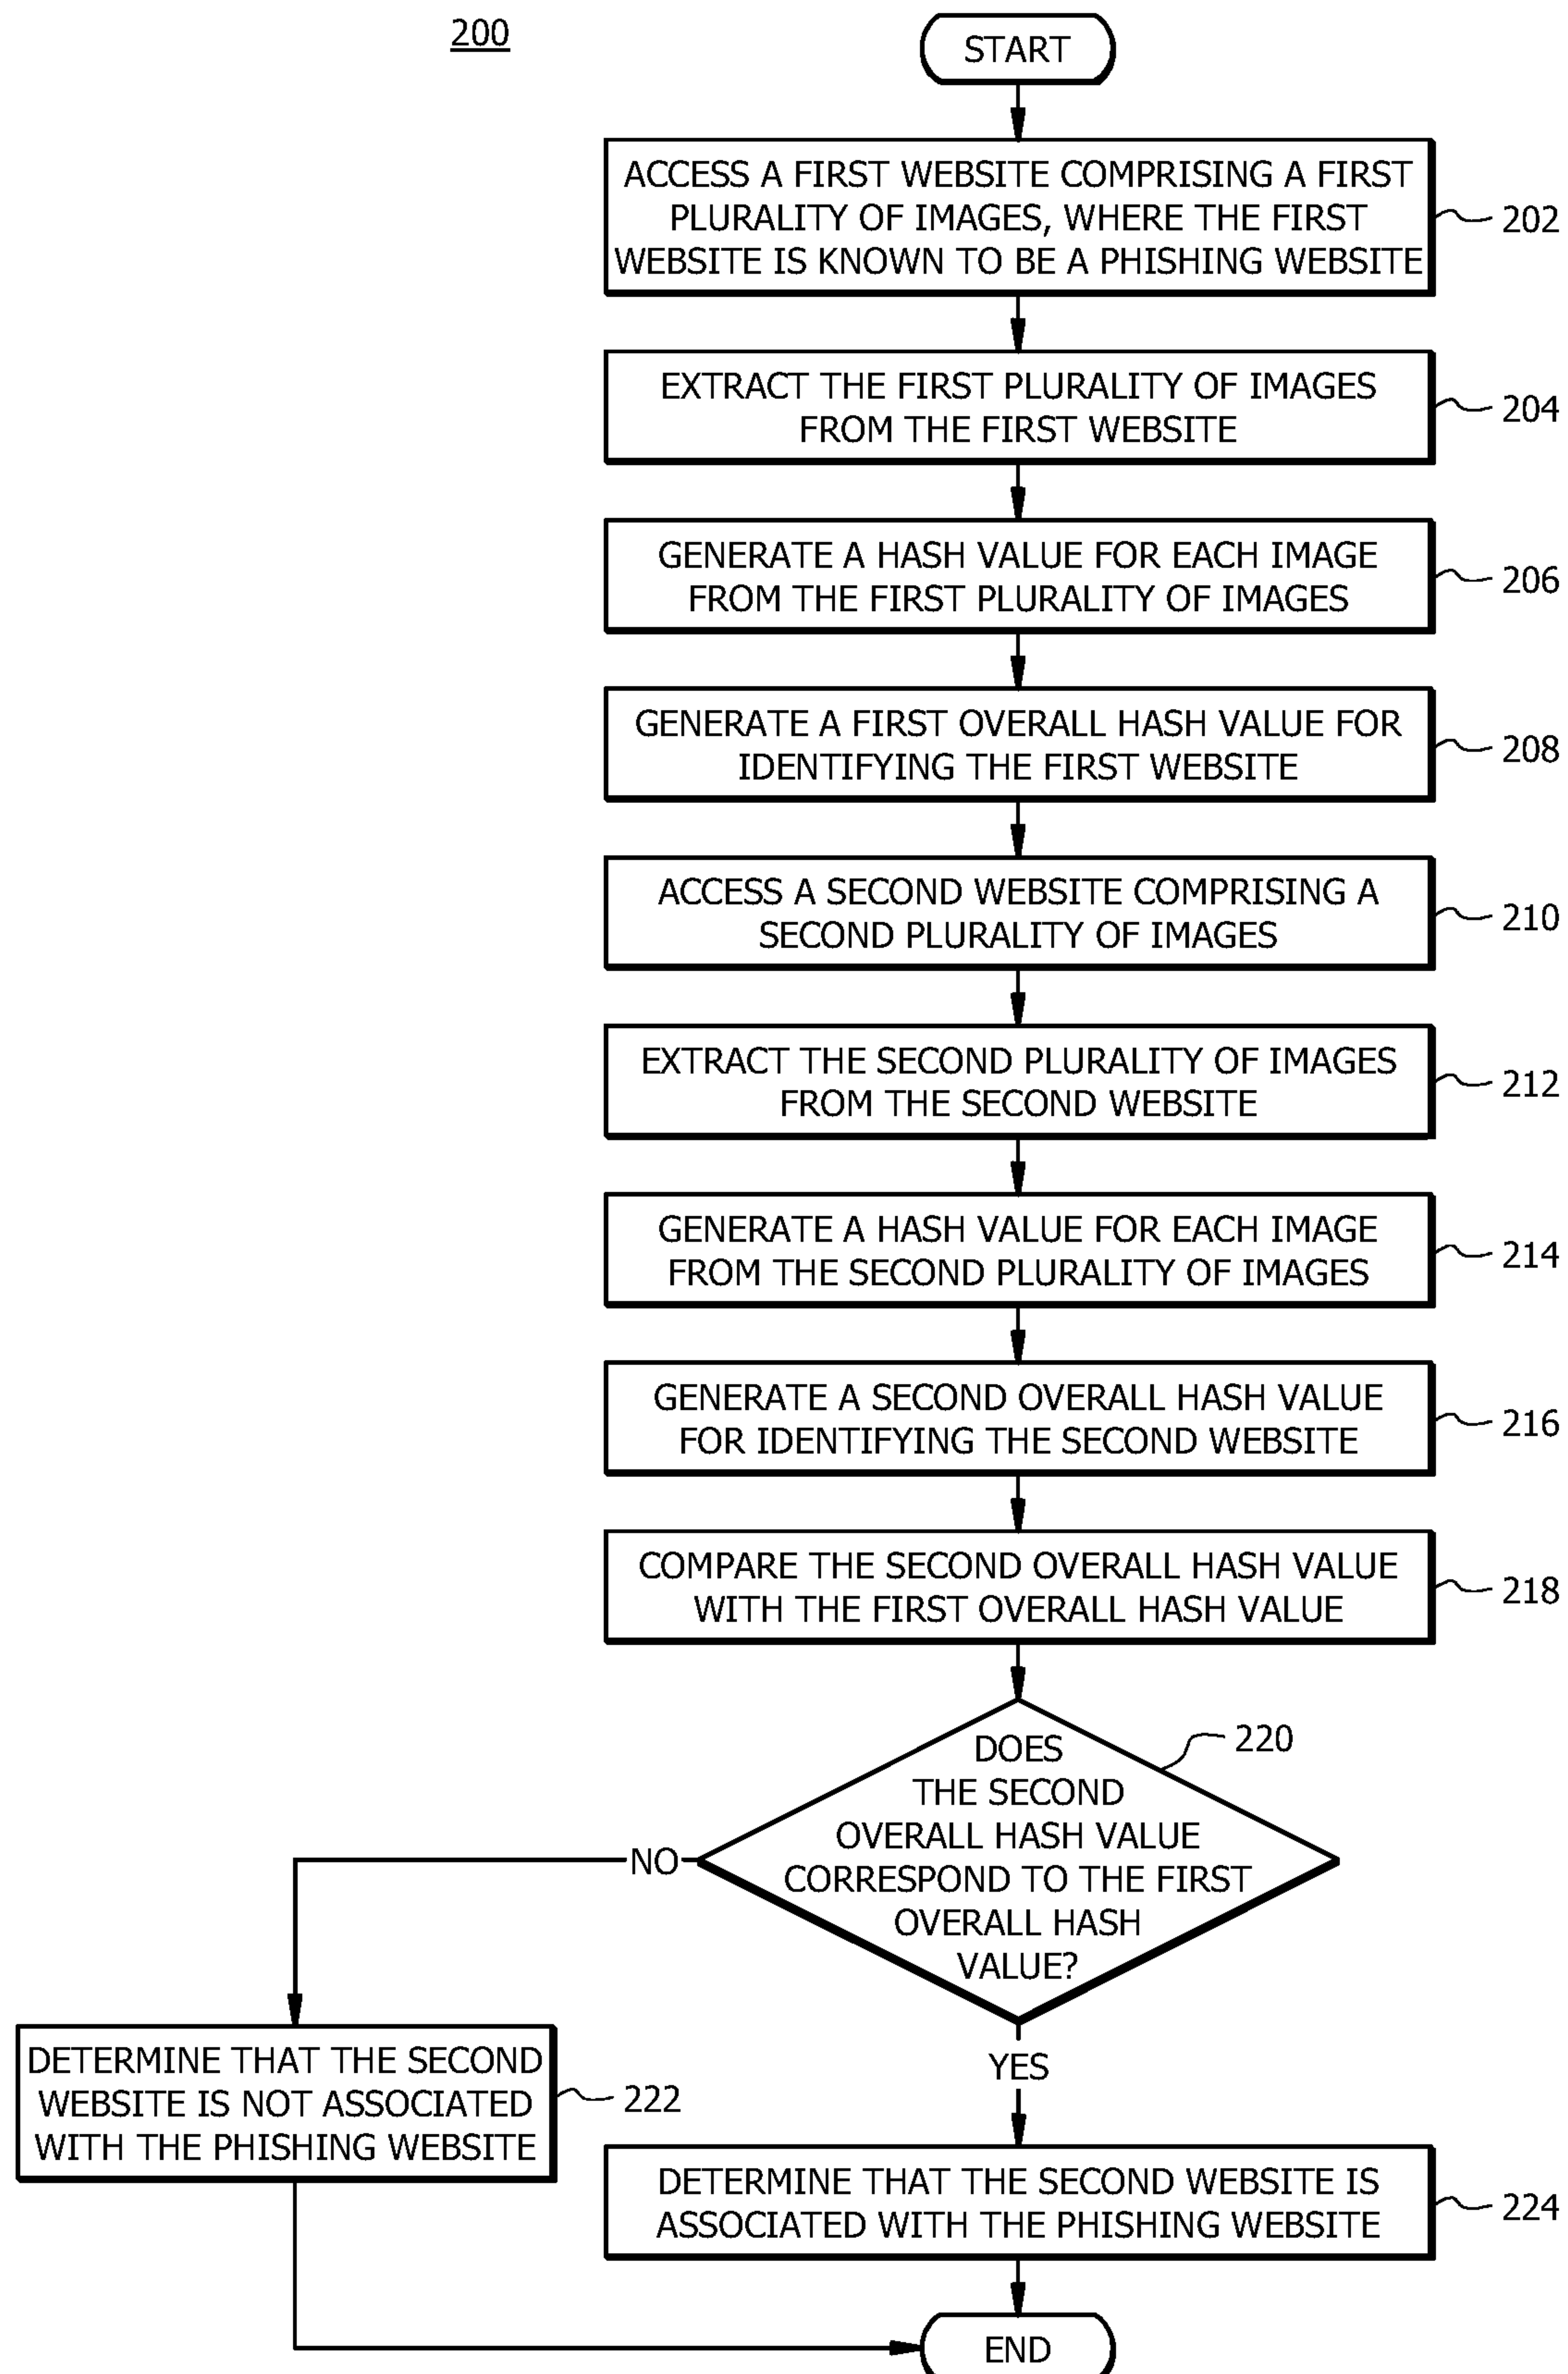 200
START
ACCESS A FIRST WEBSITE COMPRISING A FIRST
PLURALITY OF IMAGES, WHERE THE FIRST
WEBSITE IS KNOWN TO BE A PHISHING WEBSITE
202
EXTRACT THE FIRST PLURALITY OF IMAGES
FROM THE FIRST WEBSITE
204
GENERATE A HASH VALUE FOR EACH IMAGE
FROM THE FIRST PLURALITY OF IMAGES
206
GENERATE A FIRST OVERALL HASH VALUE FOR
IDENTIFYING THE FIRST WEBSITE
208
ACCESS A SECOND WEBSITE COMPRISING A
SECOND PLURALITY OF IMAGES
210
EXTRACT THE SECOND PLURALITY OF IMAGES
FROM THE SECOND WEBSITE
212
GENERATE A HASH VALUE FOR EACH IMAGE
FROM THE SECOND PLURALITY OF IMAGES
214
GENERATE A SECOND OVERALL HASH VALUE
FOR IDENTIFYING THE SECOND WEBSITE
216
COMPARE THE SECOND OVERALL HASH VALUE
WITH THE FIRST OVERALL HASH VALUE
218
DOES
THE SECOND
OVERALL HASH VALUE
CORRESPOND TO THE FIRST
OVERALL HASH
VALUE?
220
NO
DETERMINE THAT THE SECOND
WEBSITE IS NOT ASSOCIATED
WITH THE PHISHING WEBSITE
222
YES
DETERMINE THAT THE SECOND WEBSITE IS
ASSOCIATED WITH THE PHISHING WEBSITE
224
END